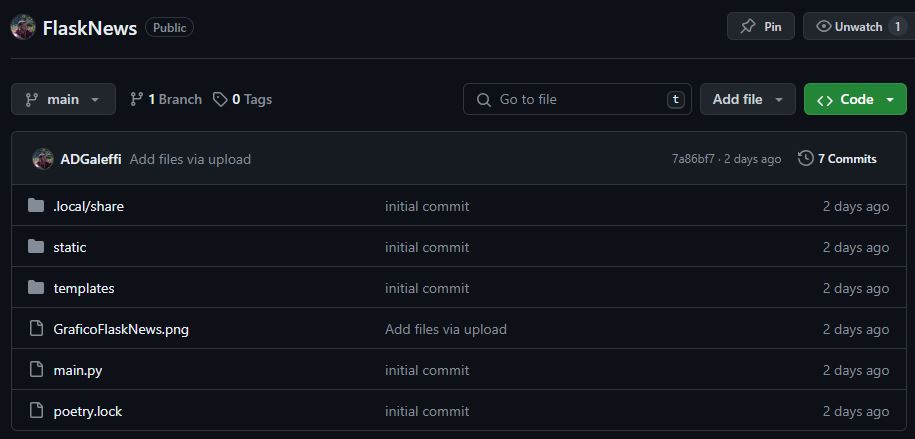 FlaskNews Public Pin Unwatch 1
main 1 Branch 0 Tags Go to file t Add file Code
ADGaleffi Add files via upload 7a86bf7 · 2 days ago 7 Commits
.local/share initial commit 2 days ago
static initial commit 2 days ago
templates initial commit 2 days ago
GraficoFlaskNews.png Add files via upload 2 days ago
main.py initial commit 2 days ago
poetry.lock initial commit 2 days ago